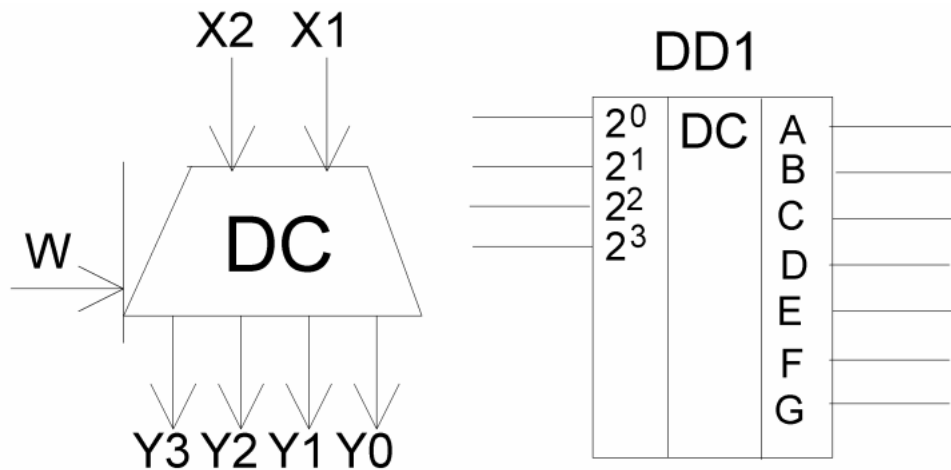 X2 X1
W
DC
Y3 Y2 Y1 Y0
DD1
2⁰ DC A
2¹ B
2² C
2³ D
E
F
G